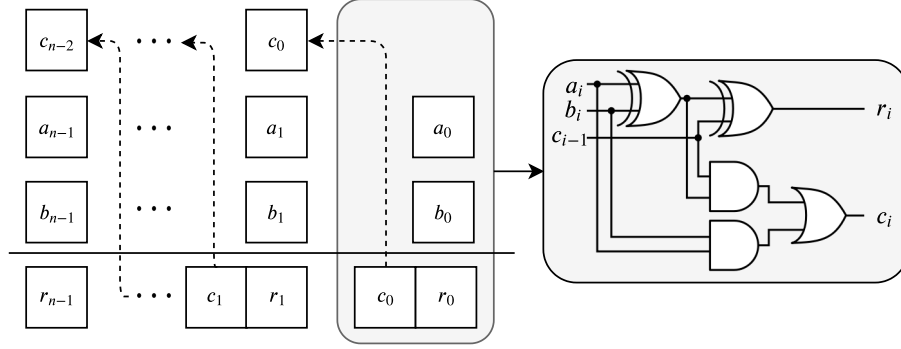 c_{n-2} ... c_0
a_{n-1} ... a_1 a_0
b_{n-1} ... b_1 b_0
r_{n-1} ... c_1 r_1 c_0 r_0
a_i
b_i
c_{i-1}
r_i
c_i